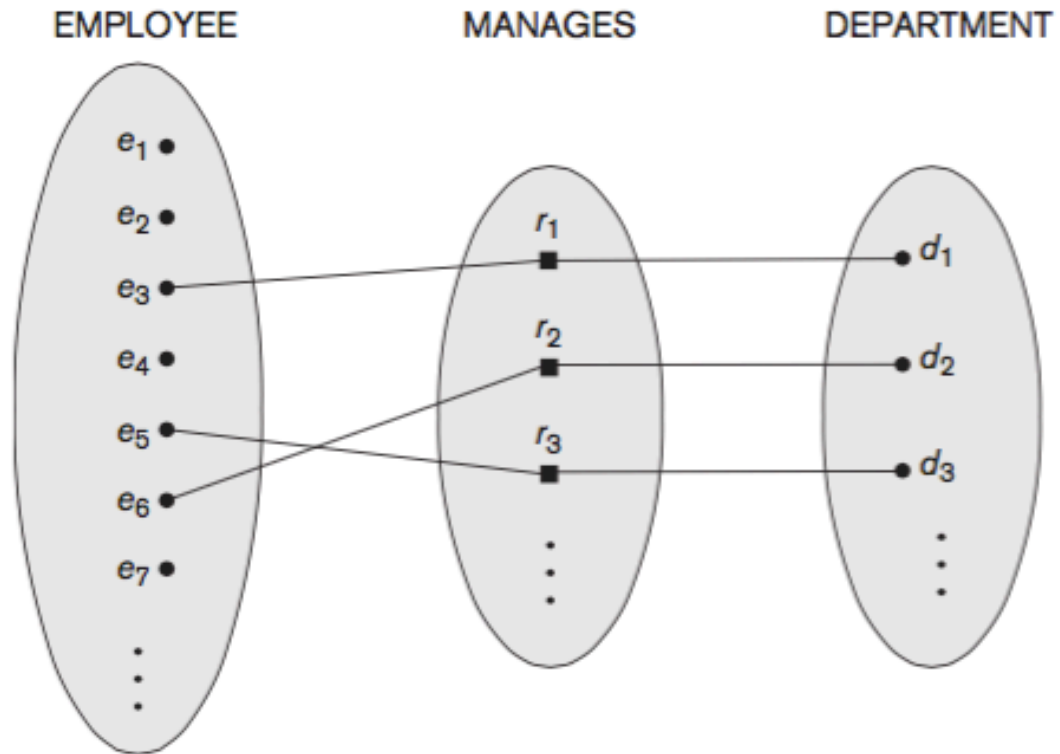 EMPLOYEE MANAGES DEPARTMENT
e1
e2
e3
e4
e5
e6
e7
r1
r2
r3
d1
d2
d3